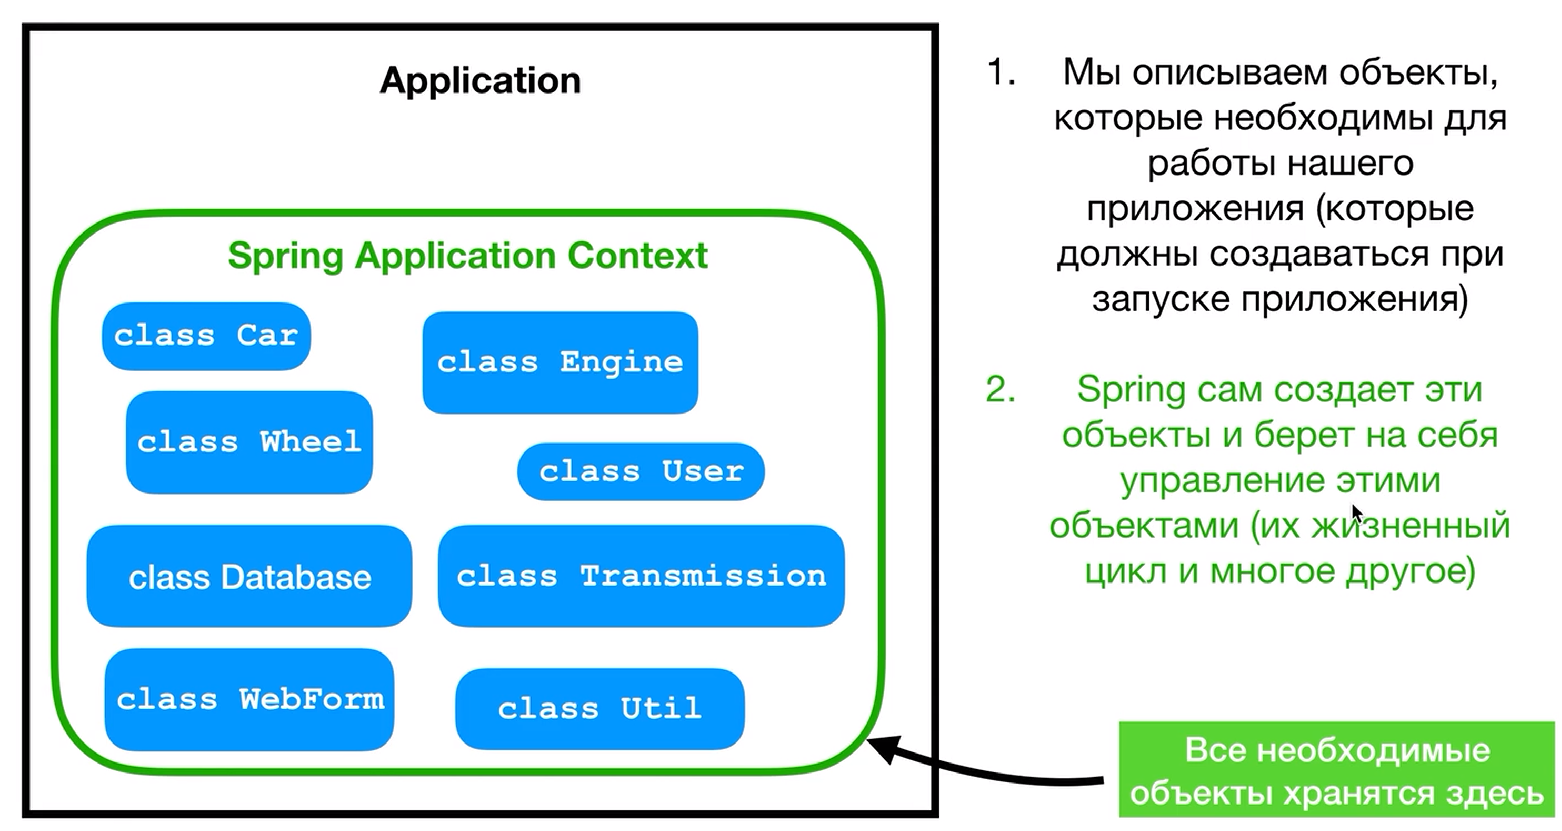 Application
Spring Application Context
class Car
class Engine
class Wheel
class User
class Database
class Transmission
class WebForm
class Util
1. Мы описываем объекты,
которые необходимы для
работы нашего
приложения (которые
должны создаваться при
запуске приложения)
2. Spring сам создает эти
объекты и берет на себя
управление этими
объектами (их жизненный
цикл и многое другое)
Все необходимые
объекты хранятся здесь